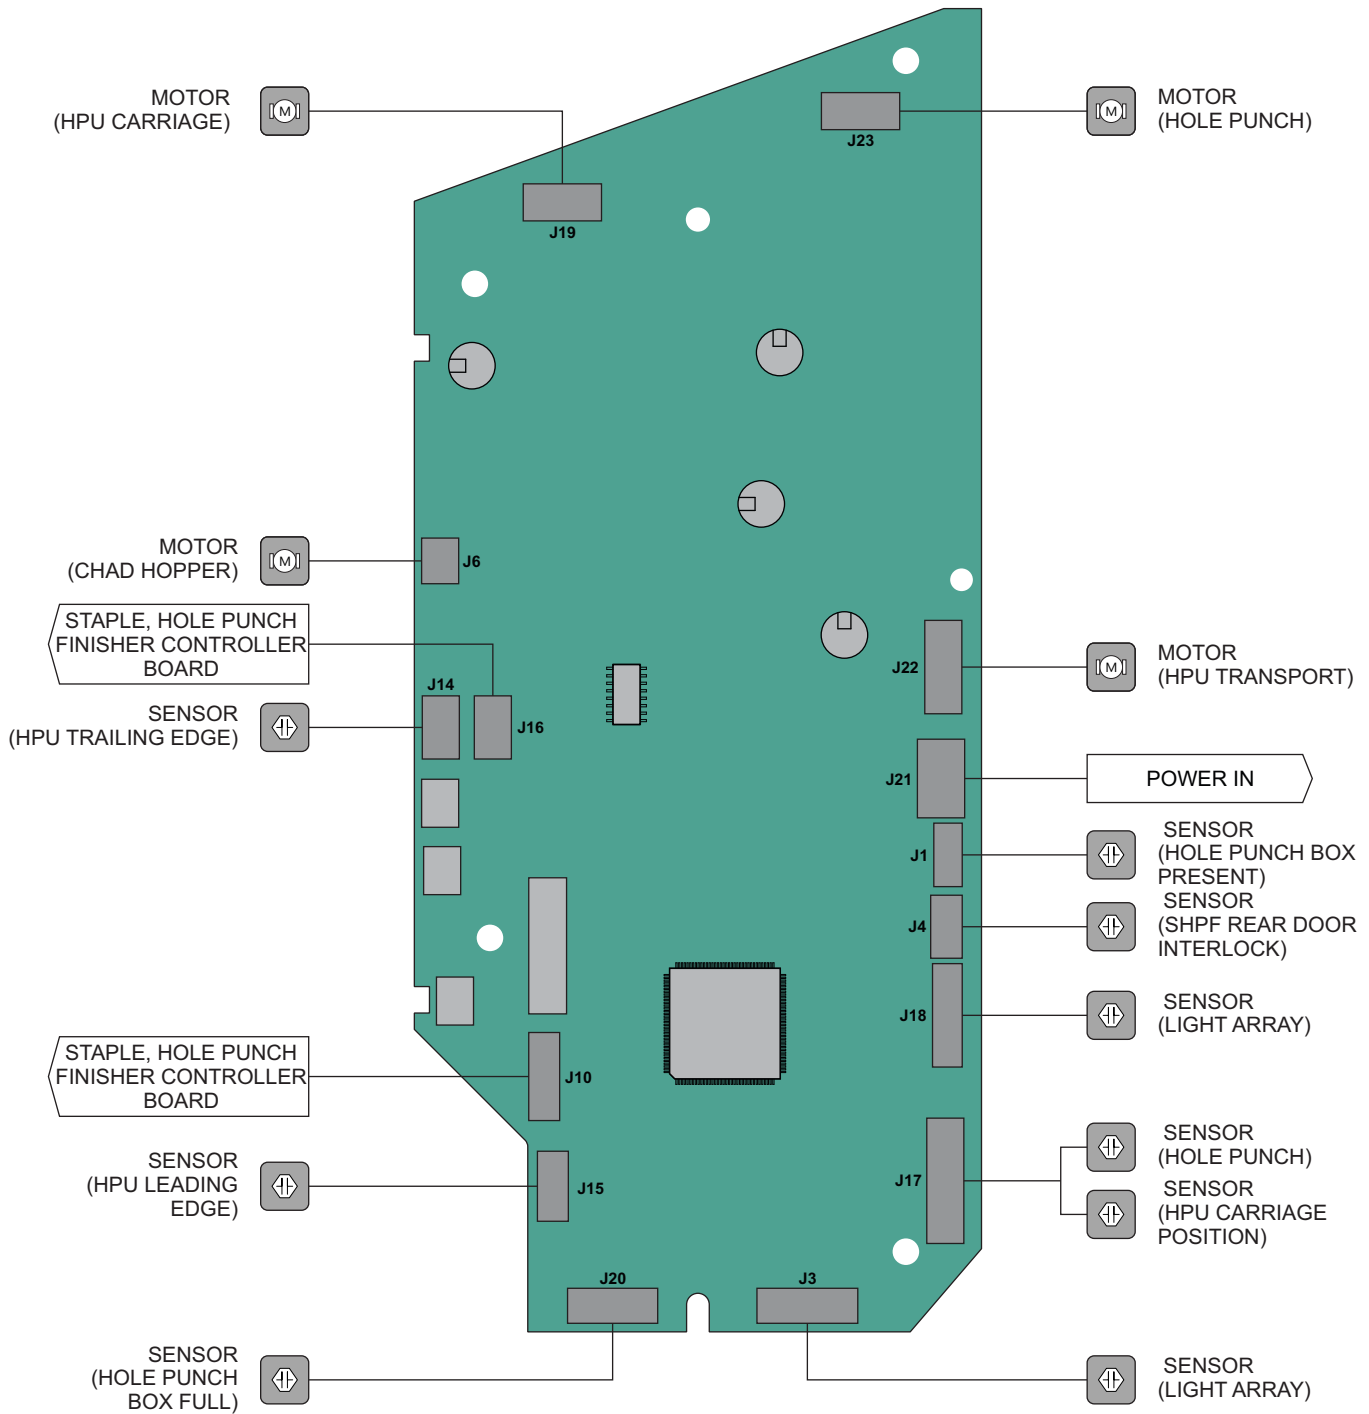 MOTOR
(HPU CARRIAGE)
M
J19
J23
M
MOTOR
(HOLE PUNCH)
MOTOR
(CHAD HOPPER)
M
J6
STAPLE, HOLE PUNCH
FINISHER CONTROLLER
BOARD
J14
J16
SENSOR
(HPU TRAILING EDGE)
J22
M
MOTOR
(HPU TRANSPORT)
J21
POWER IN
J1
SENSOR
(HOLE PUNCH BOX
PRESENT)
J4
SENSOR
(SHPF REAR DOOR
INTERLOCK)
J18
SENSOR
(LIGHT ARRAY)
STAPLE, HOLE PUNCH
FINISHER CONTROLLER
BOARD
J10
SENSOR
(HPU LEADING
EDGE)
J15
J17
SENSOR
(HOLE PUNCH)
SENSOR
(HPU CARRIAGE
POSITION)
J20
J3
SENSOR
(HOLE PUNCH
BOX FULL)
SENSOR
(LIGHT ARRAY)